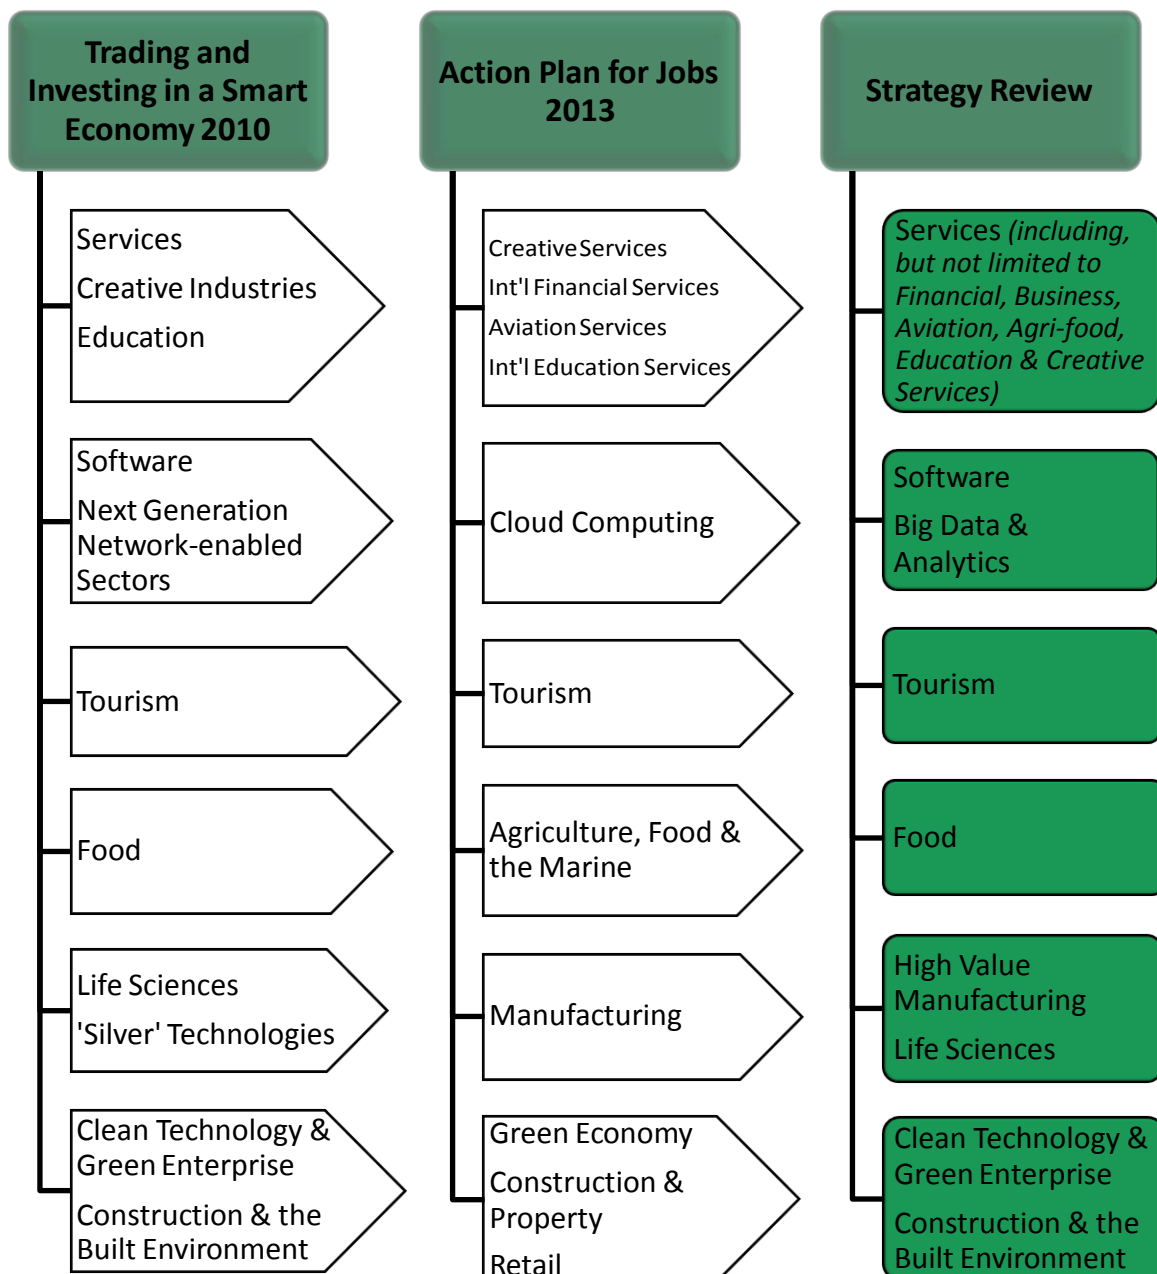 Trading and
Investing in a Smart
Economy 2010
Services
Creative Industries
Education
Software
Next Generation
Network-enabled
Sectors
Tourism
Food
Life Sciences
'Silver' Technologies
Clean Technology &
Green Enterprise
Construction & the
Built Environment
Action Plan for Jobs
2013
Creative Services
Int'l Financial Services
Aviation Services
Int'l Education Services
Cloud Computing
Tourism
Agriculture, Food &
the Marine
Manufacturing
Green Economy
Construction &
Property
Retail
Strategy Review
Services (including,
but not limited to
Financial, Business,
Aviation, Agri-food,
Education & Creative
Services)
Software
Big Data &
Analytics
Tourism
Food
High Value
Manufacturing
Life Sciences
Clean Technology &
Green Enterprise
Construction & the
Built Environment